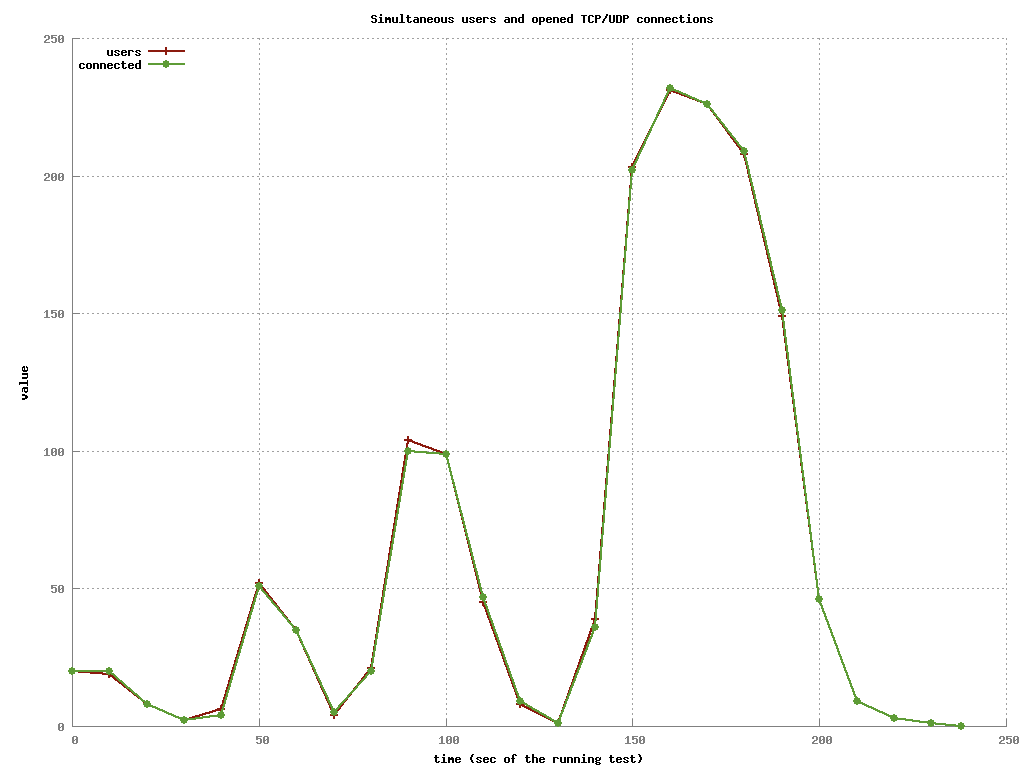 Simultaneous users and opened TCP/UDP connections
250
users
connected
200
150
value
100
50
0
0 50 100 150 200 250
time (sec of the running test)